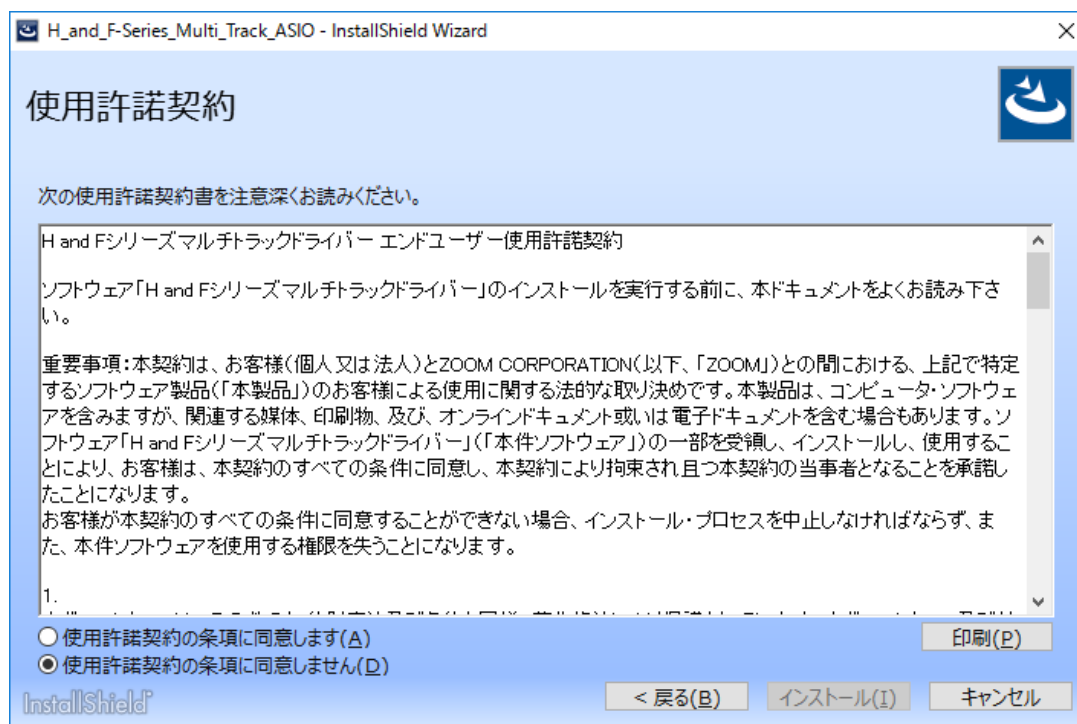 H_and_F-Series_Multi_Track_ASIO - InstallShield Wizard
使用許諾契約
次の使用許諾契約書を注意深くお読みください。
H and Fシリーズマルチトラックドライバー エンドユーザー使用許諾契約
ソフトウェア「H and Fシリーズマルチトラックドライバー」のインストールを実行する前に、本ドキュメントをよくお読み下さ
い。
重要事項:本契約は、お客様(個人又は法人)とZOOM CORPORATION(以下、「ZOOM」)との間における、上記で特定
するソフトウェア製品(「本製品」)のお客様による使用に関する法的な取り決めです。本製品は、コンピュータ・ソフトウェ
アを含みますが、関連する媒体、印刷物、及び、オンラインドキュメント或いは電子ドキュメントを含む場合もあります。ソ
フトウェア「H and Fシリーズマルチトラックドライバー」(「本件ソフトウェア」)の一部を受領し、インストールし、使用するこ
とにより、お客様は、本契約のすべての条件に同意し、本契約により拘束され且つ本契約の当事者となることを承諾し
たことになります。
お客様が本契約のすべての条件に同意することができない場合、インストール・プロセスを中止しなければならず、ま
た、本件ソフトウェアを使用する権限を失うことになります。
1.
使用許諾契約の条項に同意します(A)
印刷(P)
使用許諾契約の条項に同意しません(D)
InstallShield
< 戻る(B)
インストール(I)
キャンセル